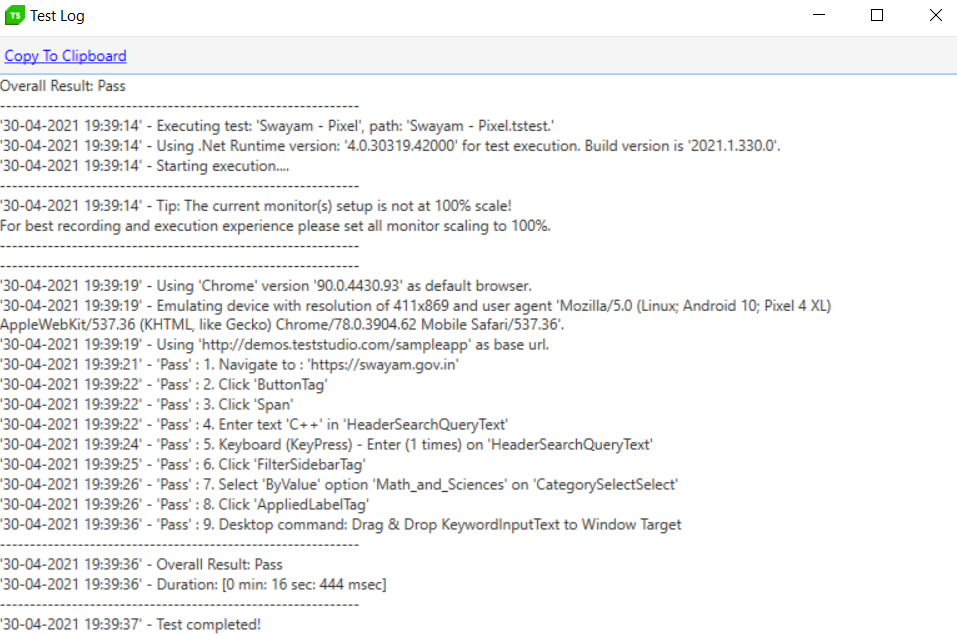 TS Test Log
Copy To Clipboard
Overall Result: Pass
------------------------------------------------------------
'30-04-2021 19:39:14' - Executing test: 'Swayam - Pixel', path: 'Swayam - Pixel.tstest.'
'30-04-2021 19:39:14' - Using .Net Runtime version: '4.0.30319.42000' for test execution. Build version is '2021.1.330.0'.
'30-04-2021 19:39:14' - Starting execution....
------------------------------------------------------------
'30-04-2021 19:39:14' - Tip: The current monitor(s) setup is not at 100% scale!
For best recording and execution experience please set all monitor scaling to 100%.
------------------------------------------------------------
------------------------------------------------------------
'30-04-2021 19:39:19' - Using 'Chrome' version '90.0.4430.93' as default browser.
'30-04-2021 19:39:19' - Emulating device with resolution of 411x869 and user agent 'Mozilla/5.0 (Linux; Android 10; Pixel 4 XL)
AppleWebKit/537.36 (KHTML, like Gecko) Chrome/78.0.3904.62 Mobile Safari/537.36'.
'30-04-2021 19:39:19' - Using 'http://demos.teststudio.com/sampleapp' as base url.
'30-04-2021 19:39:21' - 'Pass' : 1. Navigate to : 'https://swayam.gov.in'
'30-04-2021 19:39:22' - 'Pass' : 2. Click 'ButtonTag'
'30-04-2021 19:39:22' - 'Pass' : 3. Click 'Span'
'30-04-2021 19:39:22' - 'Pass' : 4. Enter text 'C++' in 'HeaderSearchQueryText'
'30-04-2021 19:39:24' - 'Pass' : 5. Keyboard (KeyPress) - Enter (1 times) on 'HeaderSearchQueryText'
'30-04-2021 19:39:25' - 'Pass' : 6. Click 'FilterSidebarTag'
'30-04-2021 19:39:26' - 'Pass' : 7. Select 'ByValue' option 'Math_and_Sciences' on 'CategorySelectSelect'
'30-04-2021 19:39:26' - 'Pass' : 8. Click 'AppliedLabelTag'
'30-04-2021 19:39:36' - 'Pass' : 9. Desktop command: Drag & Drop KeywordInputText to Window Target
------------------------------------------------------------
'30-04-2021 19:39:36' - Overall Result: Pass
'30-04-2021 19:39:36' - Duration: [0 min: 16 sec: 444 msec]
------------------------------------------------------------
'30-04-2021 19:39:37' - Test completed!